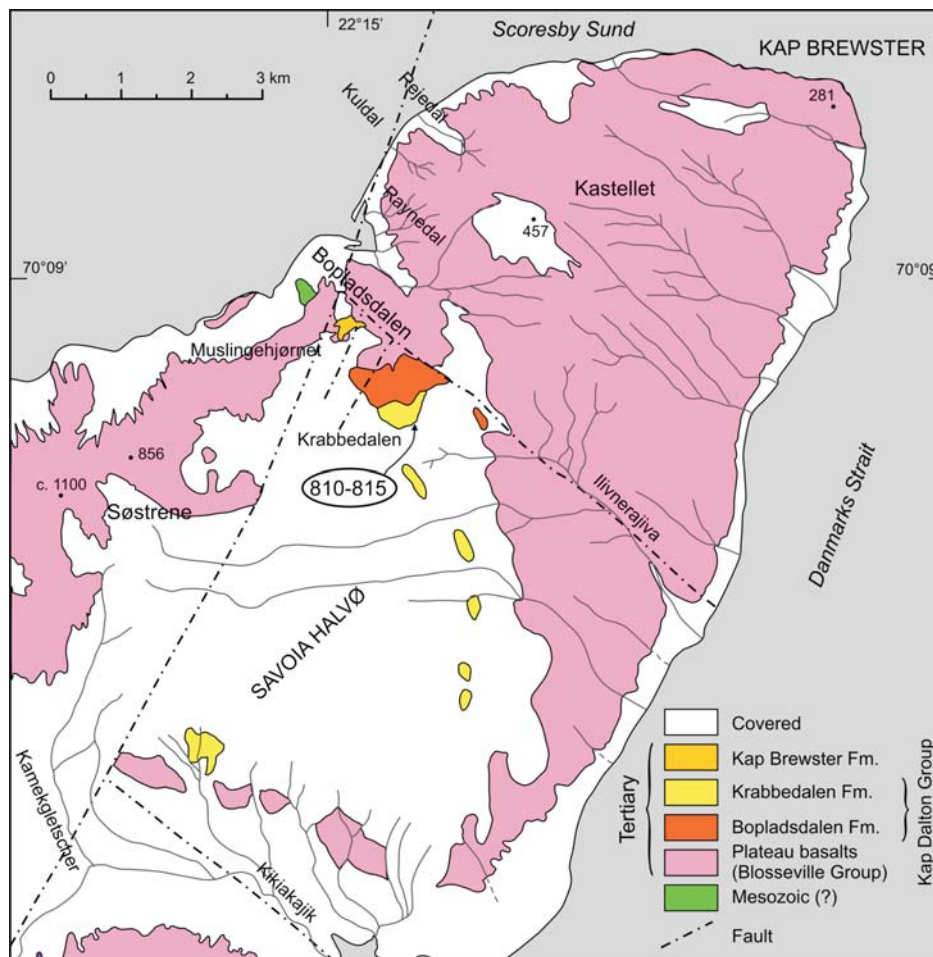 22°15'
Scoresby Sund
KAP BREWSTER
0 1 2 3 km
281
Rejedal
Kuldal
Kastellet
Raynedal
457
70°09'
70°09
Bopladsdalen
Muslingehjørnet
Krabbedalen
856
c. 1100
810-815
Søstrene
Ilivnerajiva
Danmarks Strait
SAVOIA HALVØ
Kamekgletscher
Kikiakajik
Covered
Kap Brewster Fm.
Krabbedalen Fm.
Bopladsdalen Fm.
Plateau basalts
(Blosseville Group)
Mesozoic (?)
Fault
Tertiary
Kap Dalton Group